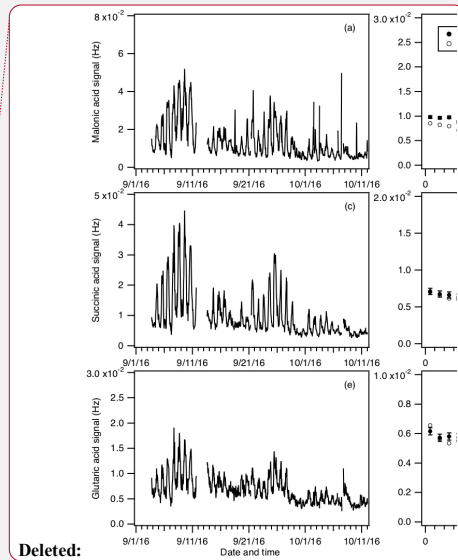 8 x10-2
(a)
Malonic acid signal (Hz)
6
4
2
0
9/1/16 9/11/16 9/21/16 10/1/16 10/11/16
3.0 x10-2
2.5
2.0
1.5
1.0
0.5
0.0
0
5 x10-2
(c)
Succinic acid signal (Hz)
4
3
2
1
0
9/1/16 9/11/16 9/21/16 10/1/16 10/11/16
2.0 x10-2
1.5
1.0
0.5
0.0
0
3.0 x10-2
(e)
Glutaric acid signal (Hz)
2.5
2.0
1.5
1.0
0.5
0.0
9/1/16 9/11/16 9/21/16 10/1/16 10/11/16
Date and time
1.0 x10-2
0.8
0.6
0.4
0.2
0.0
0
Deleted: